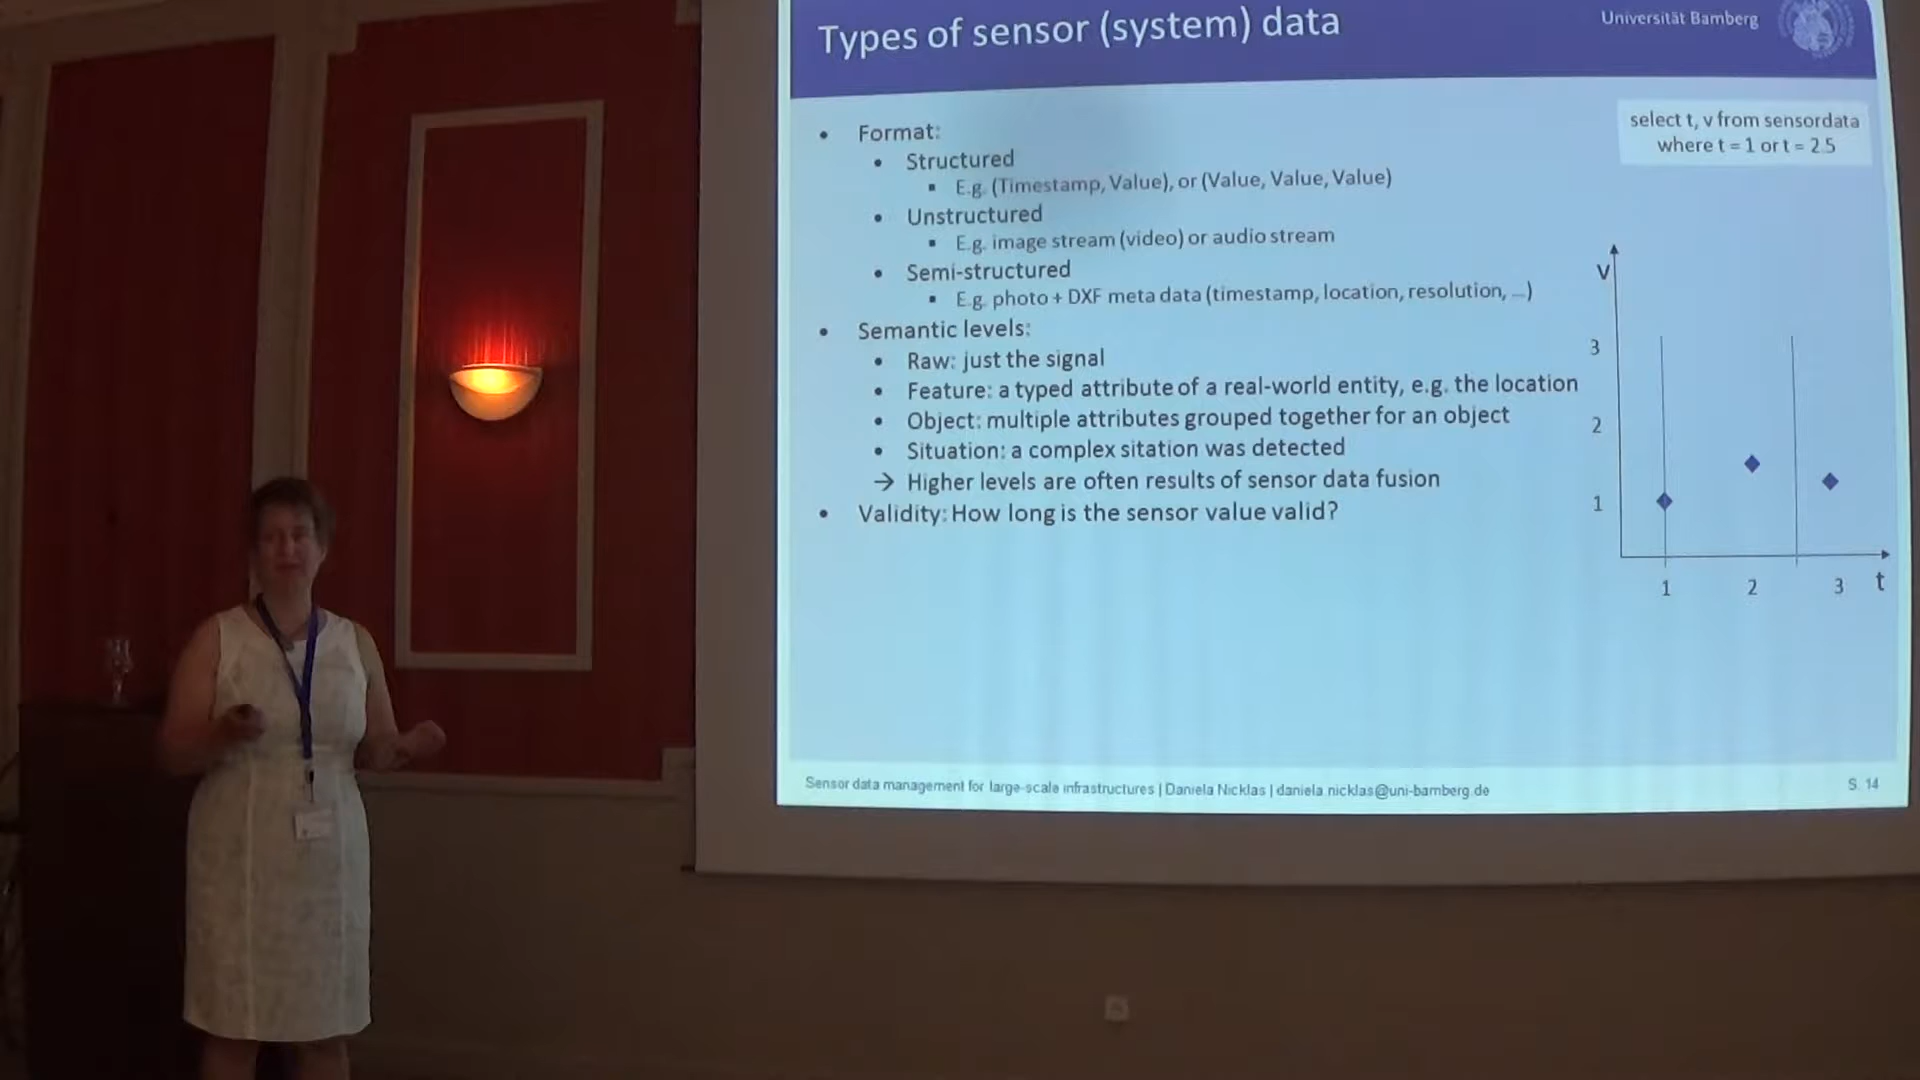 Types of sensor (system) data
Universität Bamberg
• Format:
• Structured
▪ E.g. (Timestamp, Value), or (Value, Value, Value)
• Unstructured
▪ E.g. image stream (video) or audio stream
• Semi-structured
▪ E.g. photo + DXF meta data (timestamp, location, resolution, ...)
• Semantic levels:
• Raw: just the signal
• Feature: a typed attribute of a real-world entity, e.g. the location
• Object: multiple attributes grouped together for an object
• Situation: a complex sitation was detected
→ Higher levels are often results of sensor data fusion
• Validity: How long is the sensor value valid?
select t, v from sensordata
where t = 1 or t = 2.5
v
3
2
1
1 2 3 t
Sensor data management for large-scale infrastructures | Daniela Nicklas | daniela.nicklas@uni-bamberg.de
S. 14